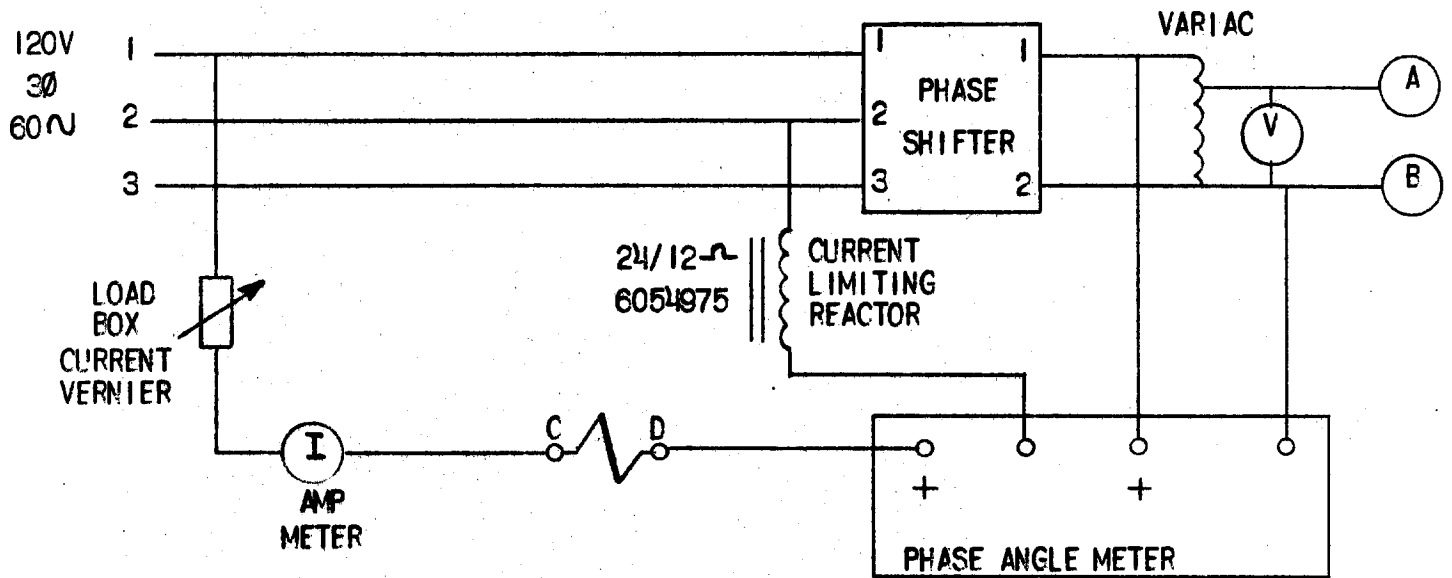 120V
3Ø
60∿
1
2
3
1
2
3
PHASE
SHIFTER
1
2
VARIAC
V
A
B
LOAD
BOX
CURRENT
VERNIER
24/12-Ω
6054975
CURRENT
LIMITING
REACTOR
I
AMP
METER
C
D
+
+
PHASE ANGLE METER